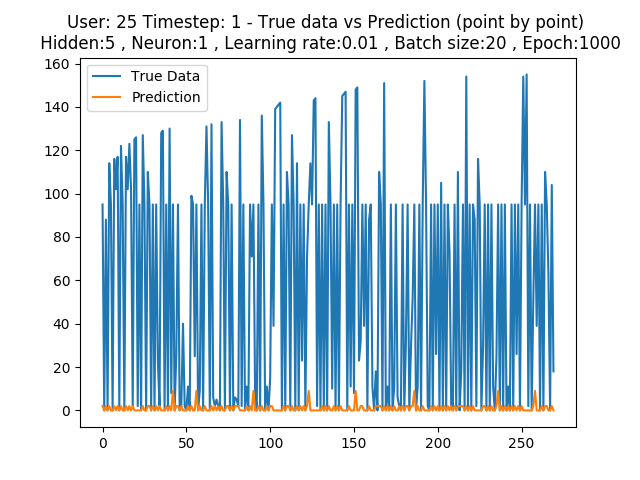 User: 25 Timestep: 1 - True data vs Prediction (point by point)
Hidden:5 , Neuron:1 , Learning rate:0.01 , Batch size:20 , Epoch:1000
True Data
Prediction
160
140
120
100
80
60
40
20
0
0 50 100 150 200 250